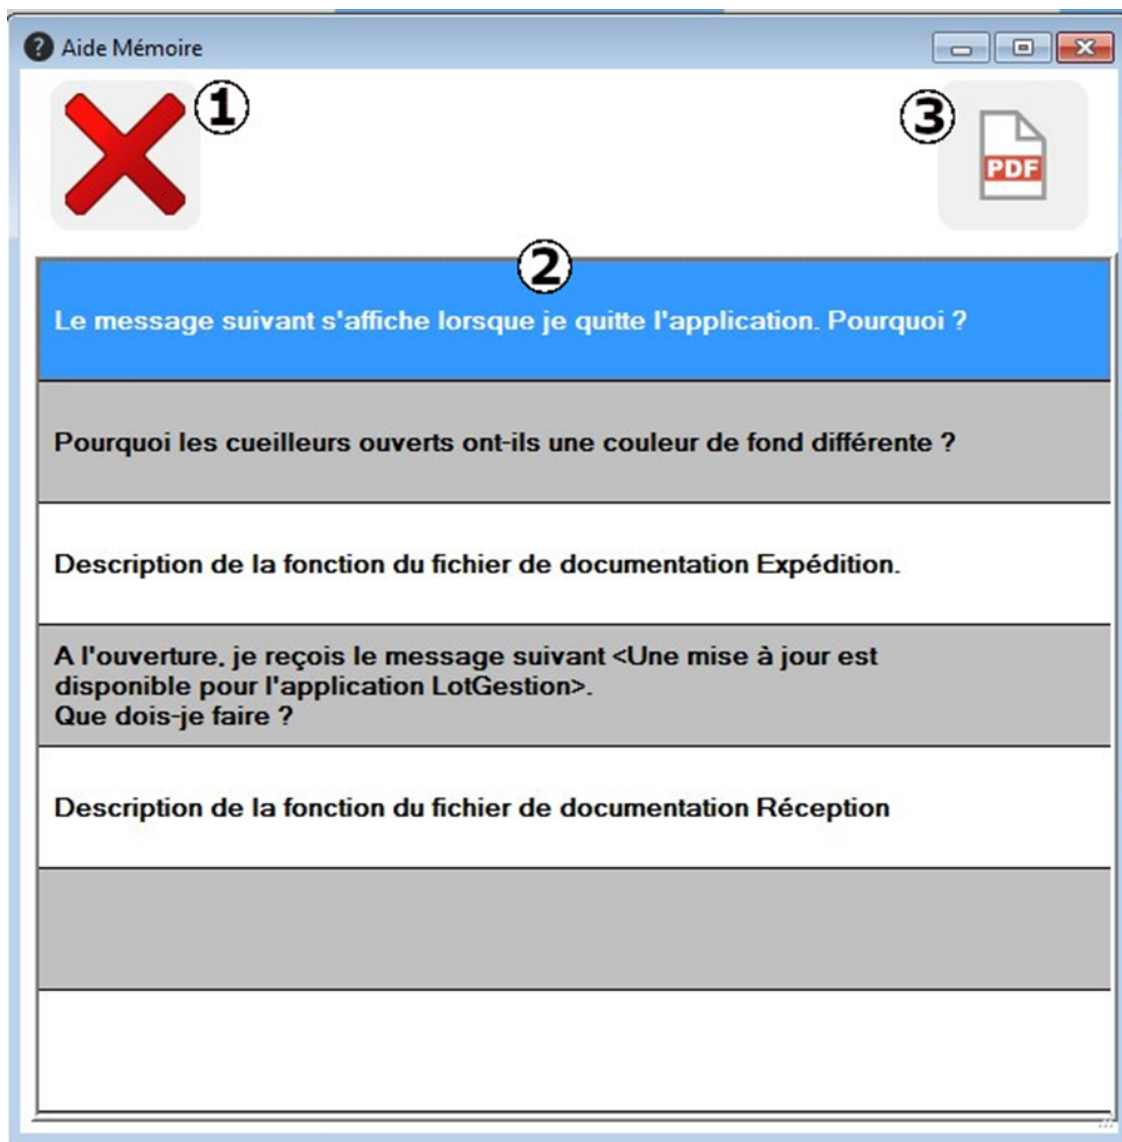 Aide Mémoire
1
3
PDF
2
Le message suivant s'affiche lorsque je quitte l'application. Pourquoi ?
Pourquoi les cueilleurs ouverts ont-ils une couleur de fond différente ?
Description de la fonction du fichier de documentation Expédition.
A l'ouverture, je reçois le message suivant <Une mise à jour est
disponible pour l'application LotGestion>.
Que dois-je faire ?
Description de la fonction du fichier de documentation Réception